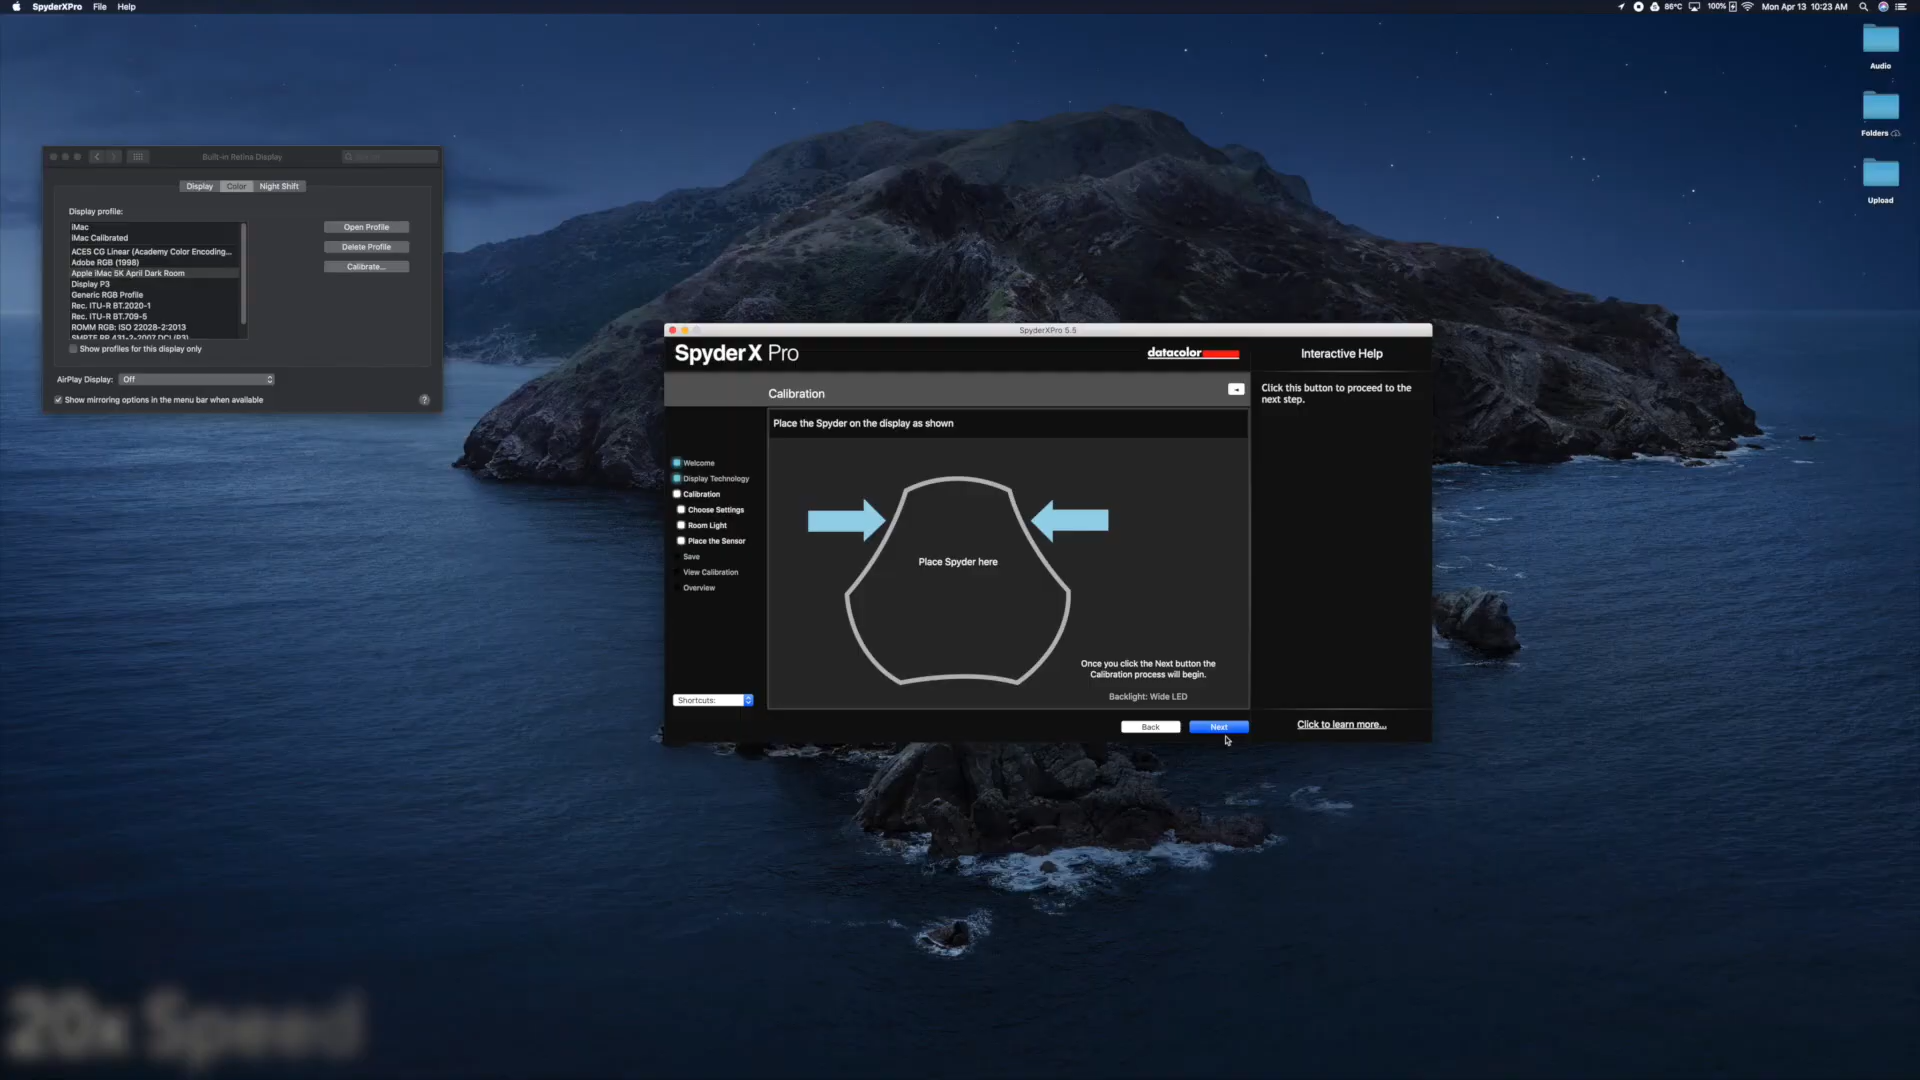 SpyderXPro File Help
86°C 100% Mon Apr 13 10:23 AM
Audio
Folders
Upload
Built-in Retina Display
Display Color Night Shift
Display profile:
iMac
iMac Calibrated
ACES CG Linear (Academy Color Encoding...
Adobe RGB (1998)
Apple iMac 5K April Dark Room
Display P3
Generic RGB Profile
Rec. ITU-R BT.2020-1
Rec. ITU-R BT.709-5
ROMM RGB: ISO 22028-2:2013
SMPTE RP 431-2-2007 DCI (P3)
Open Profile
Delete Profile
Calibrate...
Show profiles for this display only
AirPlay Display: Off
Show mirroring options in the menu bar when available
?
SpyderXPro 5.5
SpyderX Pro
datacolor
Interactive Help
Calibration
Click this button to proceed to the
next step.
Place the Spyder on the display as shown
Welcome
Display Technology
Calibration
Choose Settings
Room Light
Place the Sensor
Save
View Calibration
Overview
Place Spyder here
Once you click the Next button the
Calibration process will begin.
Backlight: Wide LED
Shortcuts:
Back
Next
Click to learn more...
20x Speed